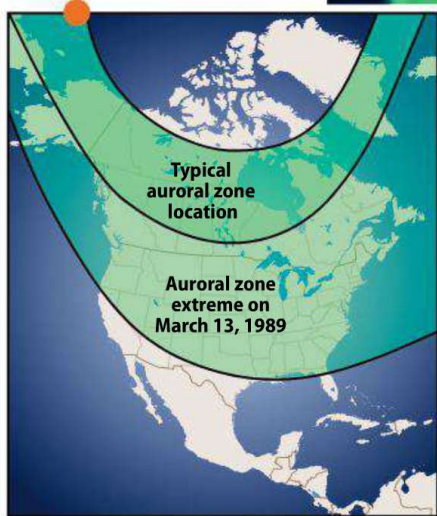 Typical
auroral zone
location
Auroral zone
extreme on
March 13, 1989